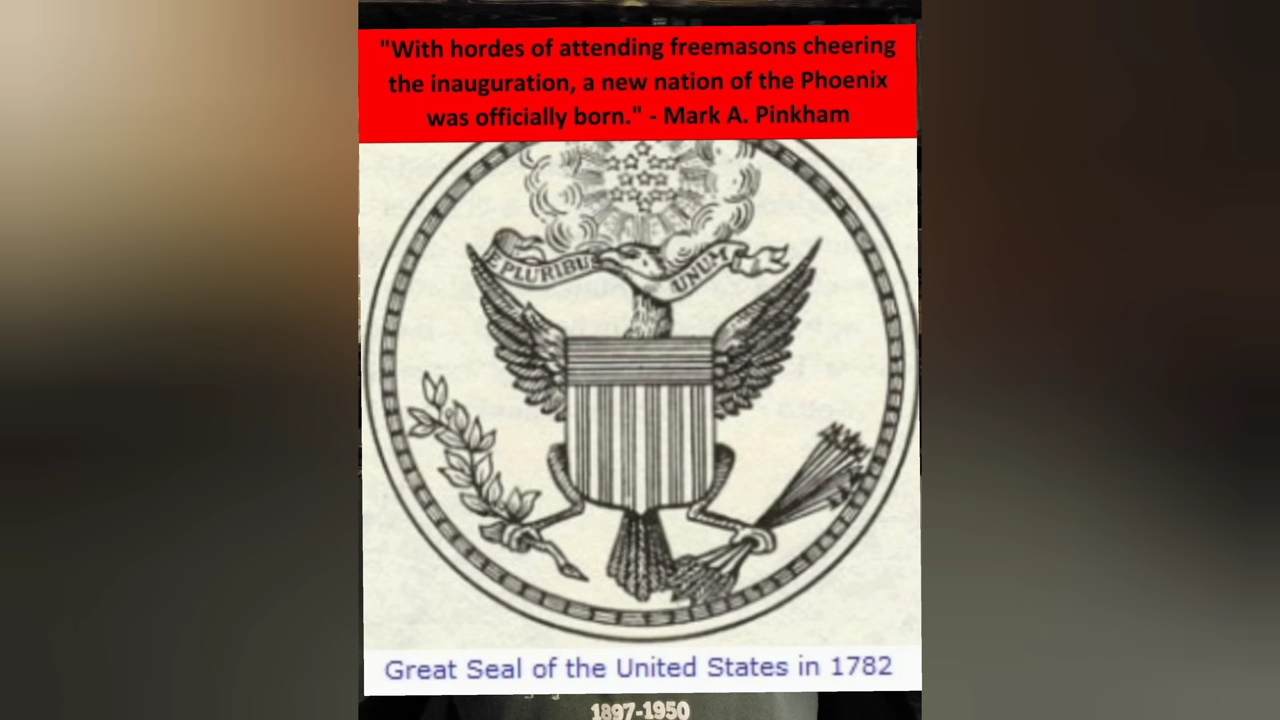 "With hordes of attending freemasons cheering
the inauguration, a new nation of the Phoenix
was officially born." - Mark A. Pinkham
E PLURIBU
UNUM
Great Seal of the United States in 1782
1897-1950